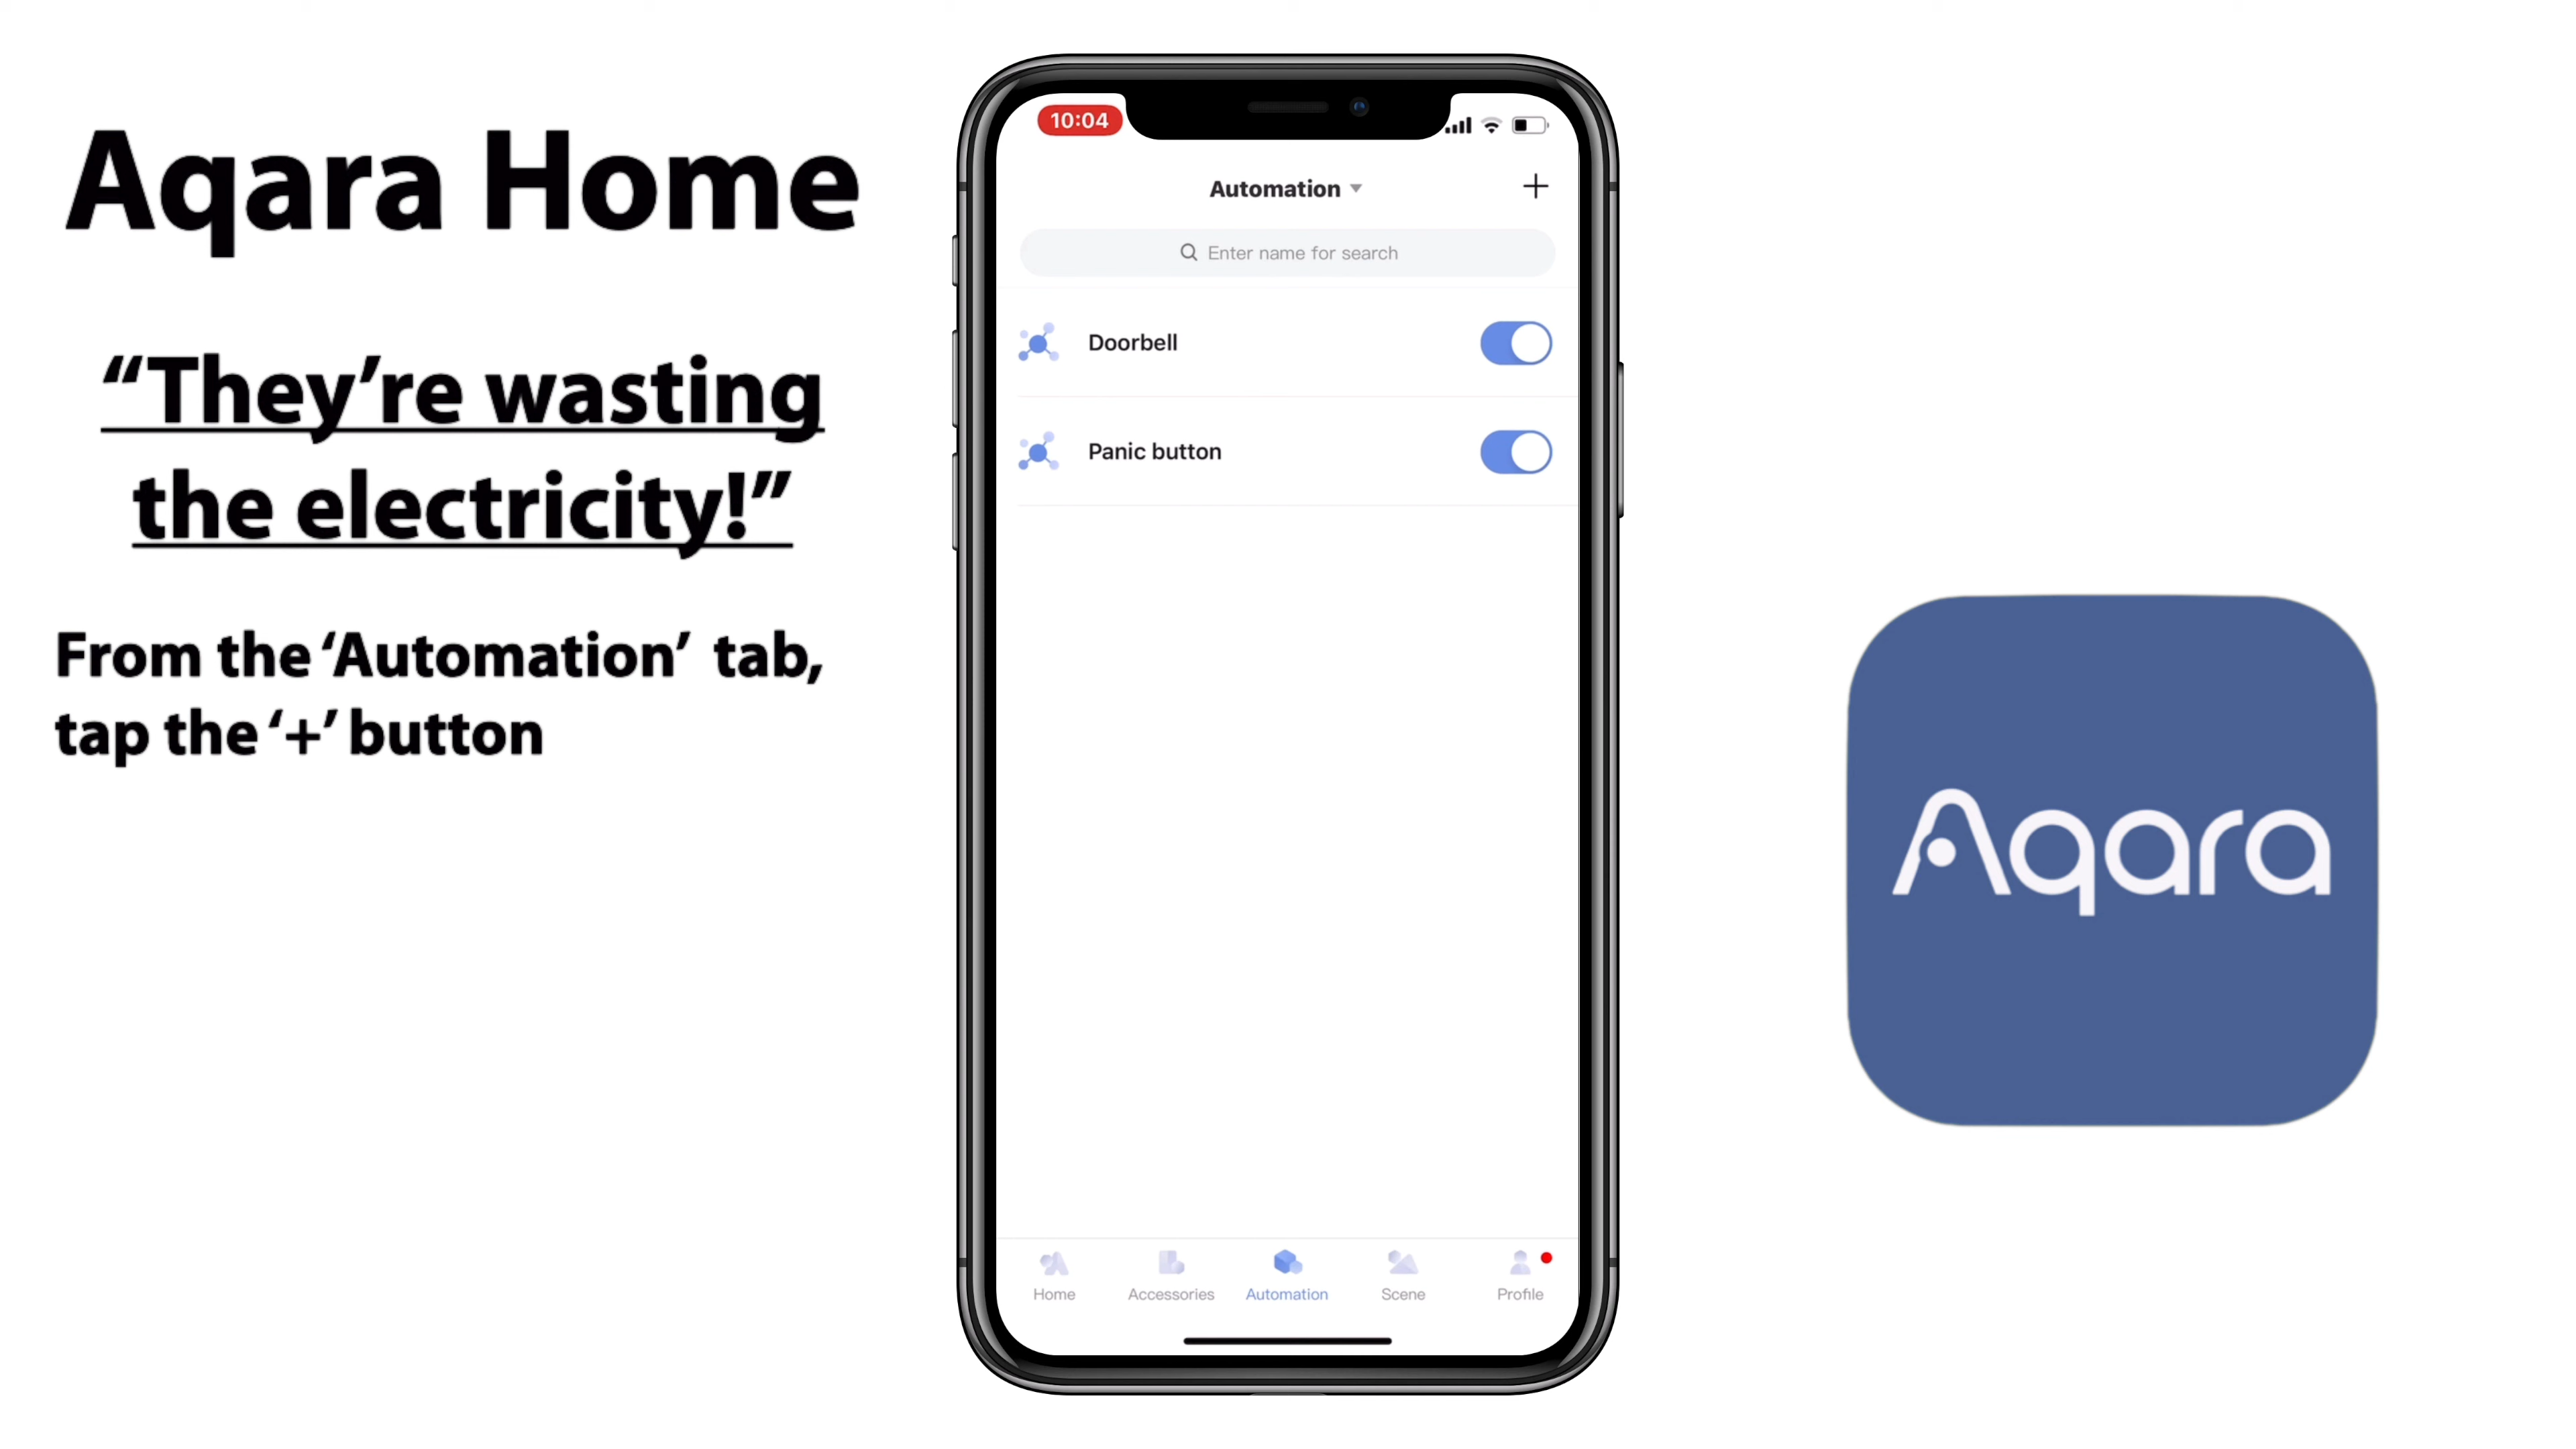 Aqara Home
“They’re wasting
the electricity!”
From the ‘Automation’ tab,
tap the ‘+’ button
10:04
Automation
Enter name for search
Doorbell
Panic button
Home
Accessories
Automation
Scene
Profile
Aqara